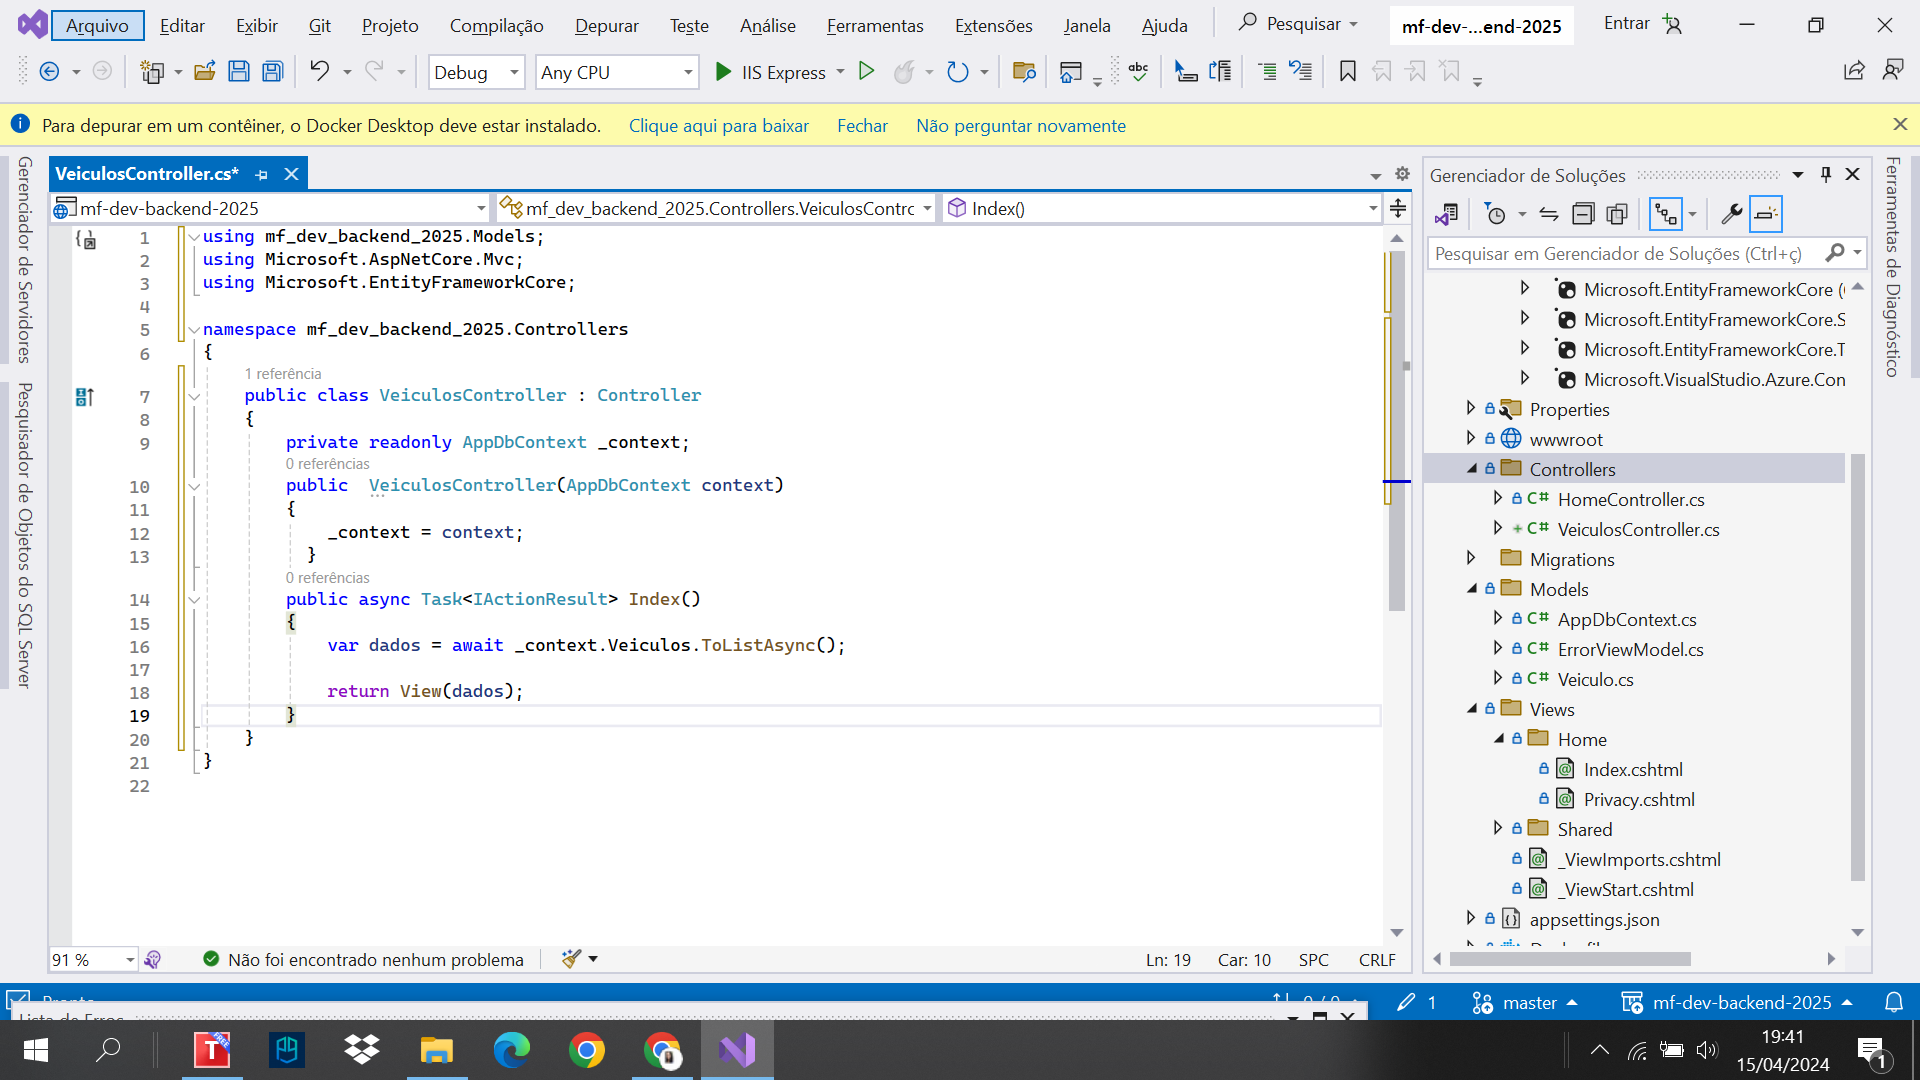 Arquivo Editar Exibir Git Projeto Compilação Depurar Teste Análise Ferramentas Extensões Janela Ajuda Pesquisar mf-dev-...end-2025 Entrar
Debug Any CPU IIS Express abc
Para depurar em um contêiner, o Docker Desktop deve estar instalado. Clique aqui para baixar Fechar Não perguntar novamente
Gerenciador de Servidores
Pesquisador de Objetos do SQL Server
VeiculosController.cs*
mf-dev-backend-2025 mf_dev_backend_2025.Controllers.VeiculosContro Index()
1 using mf_dev_backend_2025.Models;
2 using Microsoft.AspNetCore.Mvc;
3 using Microsoft.EntityFrameworkCore;
4
5 namespace mf_dev_backend_2025.Controllers
6 {
1 referência
7 public class VeiculosController : Controller
8 {
9 private readonly AppDbContext _context;
0 referências
10 public  VeiculosController(AppDbContext context)
11 {
12 _context = context;
13 }
0 referências
14 public async Task<IActionResult> Index()
15 {
16 var dados = await _context.Veiculos.ToListAsync();
17
18 return View(dados);
19 }
20 }
21 }
22
91 % Não foi encontrado nenhum problema Ln: 19 Car: 10 SPC CRLF
Gerenciador de Soluções
Pesquisar em Gerenciador de Soluções (Ctrl+ç)
Microsoft.EntityFrameworkCore (
Microsoft.EntityFrameworkCore.S
Microsoft.EntityFrameworkCore.T
Microsoft.VisualStudio.Azure.Con
Properties
wwwroot
Controllers
C# HomeController.cs
C# VeiculosController.cs
Migrations
Models
C# AppDbContext.cs
C# ErrorViewModel.cs
C# Veiculo.cs
Views
Home
Index.cshtml
Privacy.cshtml
Shared
_ViewImports.cshtml
_ViewStart.cshtml
appsettings.json
Ferramentas de Diagnóstico
Pronto 0 / 0 1 master mf-dev-backend-2025
Lista de Erros
T FREE
19:41
15/04/2024
1